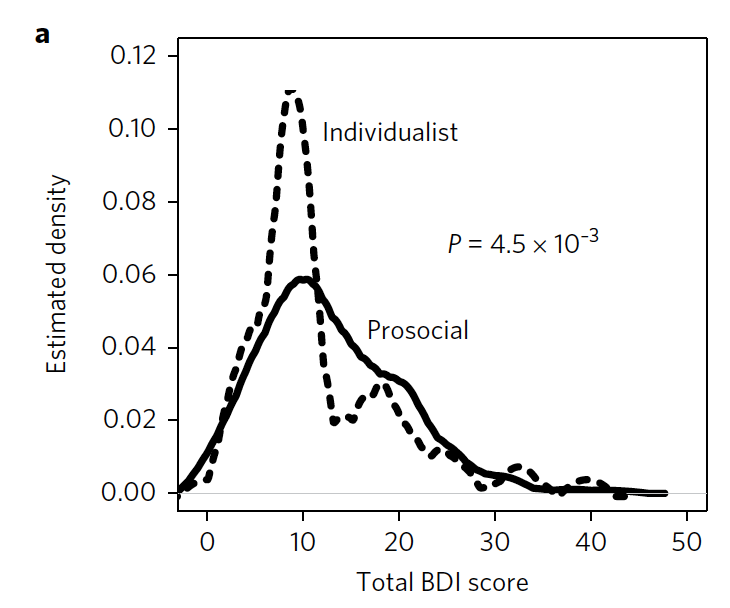 a
0.12
0.10
0.08
0.06
0.04
0.02
0.00
Estimated density
Individualist
P = 4.5 × 10⁻³
Prosocial
0 10 20 30 40 50
Total BDI score